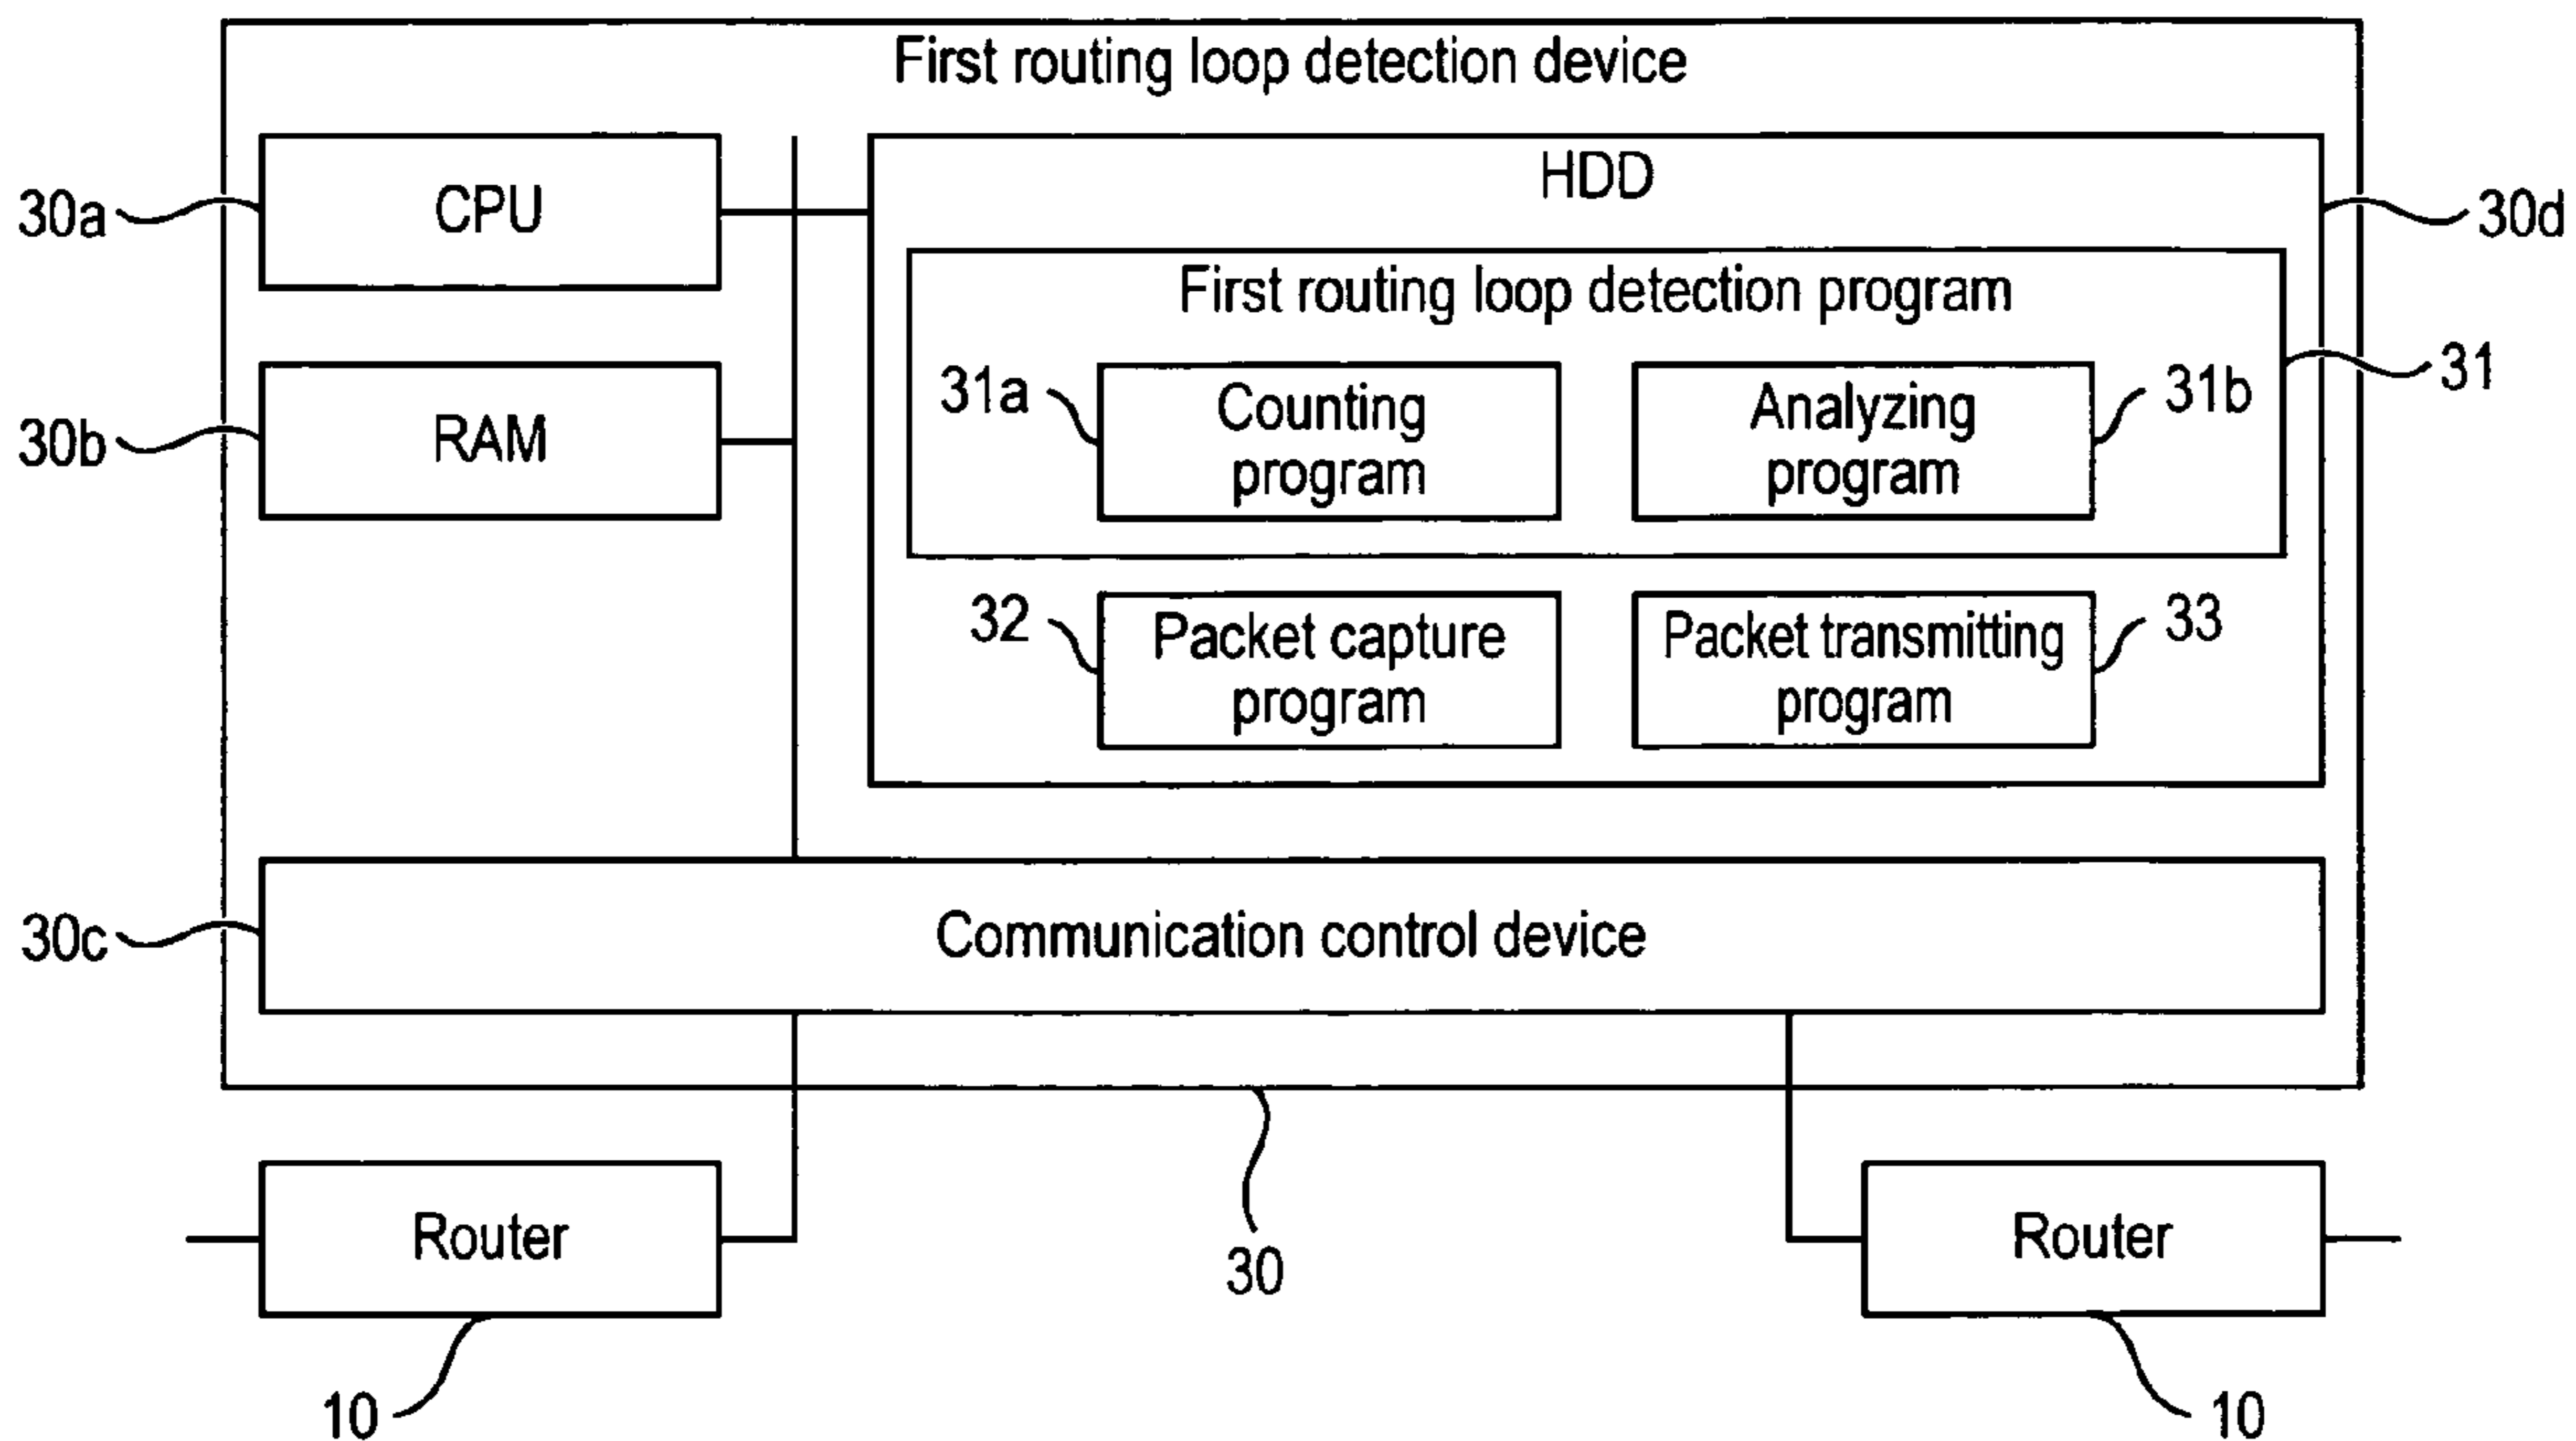 First routing loop detection device
30a
CPU
HDD
30d
First routing loop detection program
31
30b
RAM
31a
Counting
program
Analyzing
program
31b
32
Packet capture
program
Packet transmitting
program
33
30c
Communication control device
Router
30
Router
10
10